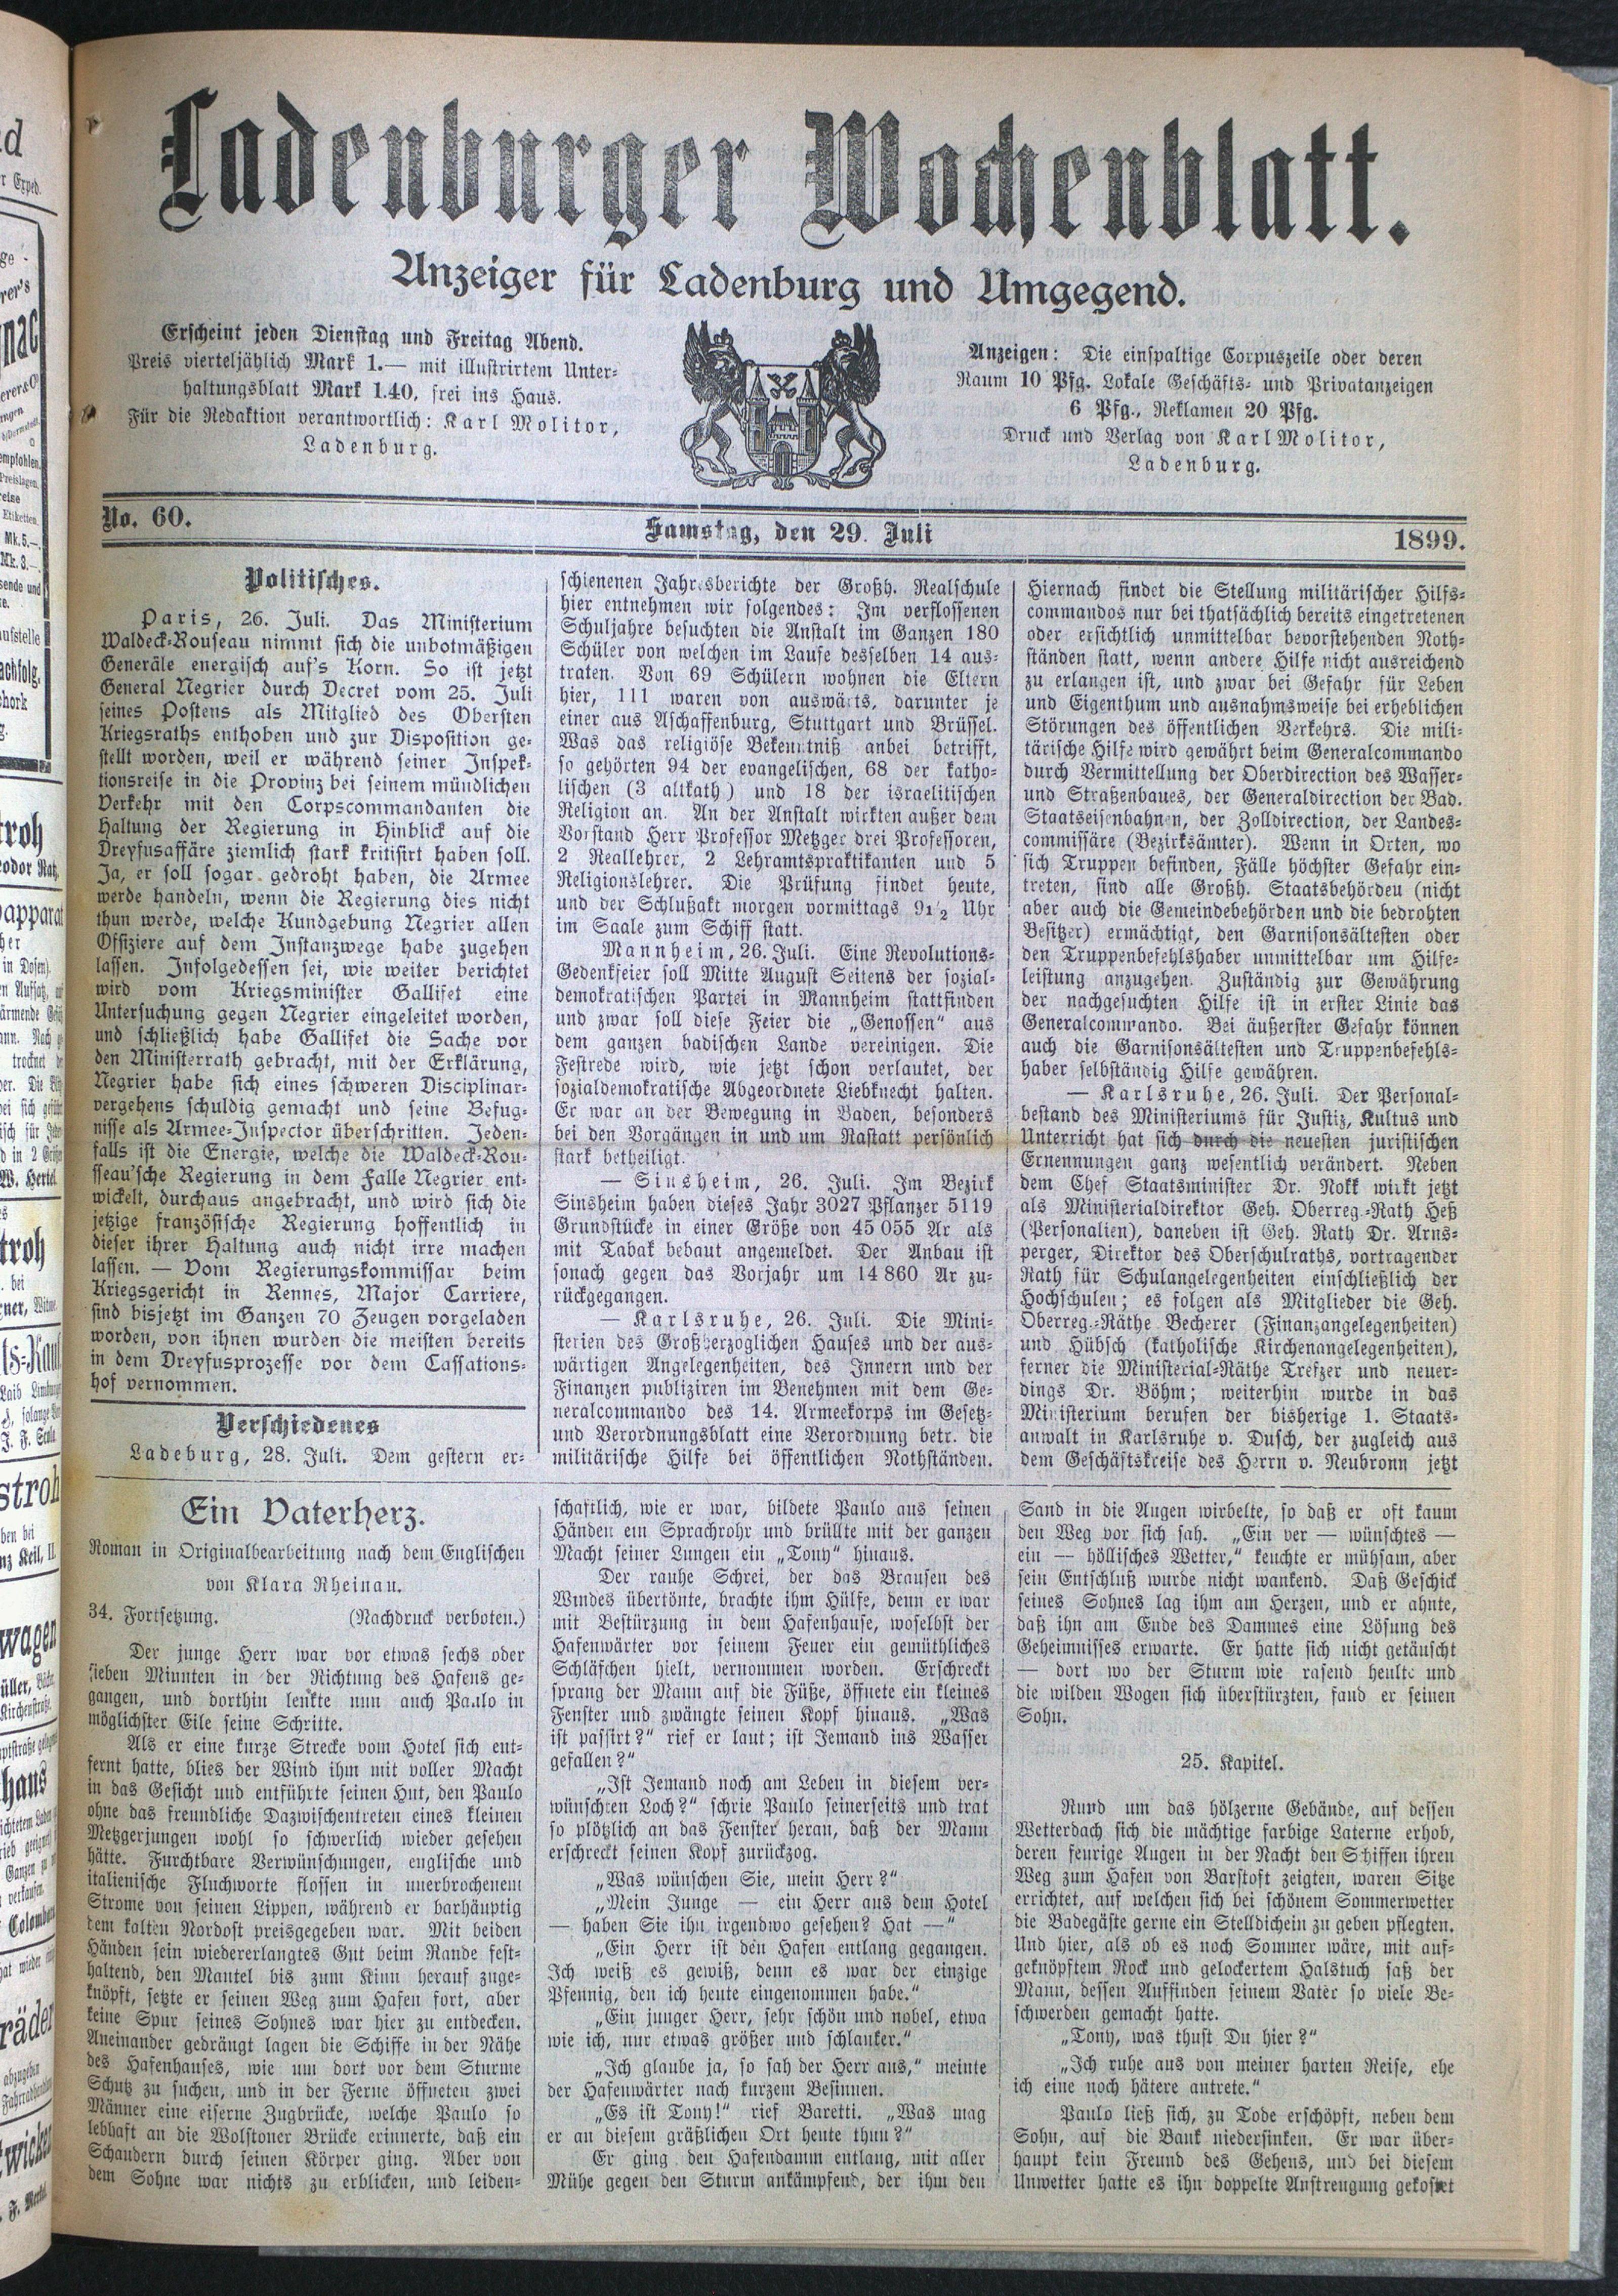 Ladenburger Wochenblatt.
Anzeiger für Ladenburg und Umgegend.
Erscheint jeden Dienstag und Freitag Abend.
Preis vierteljählich Mark 1.— mit illustrirtem Unter-
haltungsblatt Mark 1.40, frei ins Haus.
Für die Redaktion verantwortlich: Karl Molitor,
Ladenburg.
Anzeigen: Die einspaltige Corpuszeile oder deren
Raum 10 Pfg. Lokale Geschäfts- und Privatanzeigen
6 Pfg., Reklamen 20 Pfg.
Druck und Verlag von Karl Molitor,
Ladenburg.
No. 60.
Samstag, den 29. Juli
1899.
Politisches.
Paris, 26. Juli. Das Ministerium
Waldeck-Rouseau nimmt sich die unbotmäßigen
Generäle energisch auf's Korn. So ist jetzt
General Negrier durch Decret vom 25. Juli
seines Postens als Mitglied des Obersten
Kriegsraths enthoben und zur Disposition ge-
stellt worden, weil er während seiner Inspek-
tionsreise in die Provinz bei seinem mündlichen
Verkehr mit den Corpscommandanten die
Haltung der Regierung in Hinblick auf die
Dreyfusaffäre ziemlich stark kritisirt haben soll.
Ja, er soll sogar gedroht haben, die Armee
werde handeln, wenn die Regierung dies nicht
thun werde, welche Kundgebung Negrier allen
Offiziere auf dem Instanzwege habe zugehen
lassen. Infolgedessen sei, wie weiter berichtet
wird vom Kriegsminister Gallifet eine
Untersuchung gegen Negrier eingeleitet worden,
und schließlich habe Gallifet die Sache vor
den Ministerrath gebracht, mit der Erklärung,
Negrier habe sich eines schweren Disciplinar-
vergehens schuldig gemacht und seine Befug-
nisse als Armee-Inspector überschritten. Jeden-
falls ist die Energie, welche die Waldeck-Rou-
sseau'sche Regierung in dem Falle Negrier ent-
wickelt, durchaus angebracht, und wird sich die
jetzige französische Regierung hoffentlich in
dieser ihrer Haltung auch nicht irre machen
lassen. — Vom Regierungskommissar beim
Kriegsgericht in Rennes, Major Carriere,
sind bisjetzt im Ganzen 70 Zeugen vorgeladen
worden, von ihnen wurden die meisten bereits
in dem Dreyfusprozesse vor dem Cassations-
hof vernommen.
Verschiedenes
Ladeburg, 28. Juli. Dem gestern er-
schienenen Jahresberichte der Großh. Realschule
hier entnehmen wir folgendes: Im verflossenen
Schuljahre besuchten die Anstalt im Ganzen 180
Schüler von welchen im Laufe desselben 14 aus-
traten. Von 69 Schülern wohnen die Eltern
hier, 111 waren von auswärts, darunter je
einer aus Aschaffenburg, Stuttgart und Brüssel.
Was das religiöse Bekenntniß anbei betrifft,
so gehörten 94 der evangelischen, 68 der katho-
lischen (3 altkath) und 18 der israelitischen
Religion an. An der Anstalt wirkten außer dem
Vorstand Herr Professor Metzger drei Professoren,
2 Reallehrer, 2 Lehramtspraktikanten und 5
Religionslehrer. Die Prüfung findet heute,
und der Schlußakt morgen vormittags 9 1/2 Uhr
im Saale zum Schiff statt.
Mannheim, 26. Juli. Eine Revolutions-
Gedenkfeier soll Mitte August Seitens der sozial-
demokratischen Partei in Mannheim stattfinden
und zwar soll diese Feier die „Genossen“ aus
dem ganzen badischen Lande vereinigen. Die
Festrede wird, wie jetzt schon verlautet, der
sozialdemokratische Abgeordnete Liebknecht halten.
Er war an der Bewegung in Baden, besonders
bei den Vorgängen in und um Rastatt persönlich
stark betheiligt.
— Sinsheim, 26. Juli. Im Bezirk
Sinsheim haben dieses Jahr 3027 Pflanzer 5119
Grundstücke in einer Größe von 45 055 Ar als
mit Tabak bebaut angemeldet. Der Anbau ist
sonach gegen das Vorjahr um 14 860 Ar zu-
rückgegangen.
— Karlsruhe, 26. Juli. Die Mini-
sterien des Großherzoglichen Hauses und der aus-
wärtigen Angelegenheiten, des Innern und der
Finanzen publiziren im Benehmen mit dem Ge-
neralcommando des 14. Armeekorps im Gesetz-
und Verordnungsblatt eine Verordnung betr. die
militärische Hilfe bei öffentlichen Nothständen.
Hiernach findet die Stellung militärischer Hilfs-
commandos nur bei thatsächlich bereits eingetretenen
oder ersichtlich unmittelbar bevorstehenden Noth-
ständen statt, wenn andere Hilfe nicht ausreichend
zu erlangen ist, und zwar bei Gefahr für Leben
und Eigenthum und ausnahmsweise bei erheblichen
Störungen des öffentlichen Verkehrs. Die mili-
tärische Hilfe wird gewährt beim Generalcommando
durch Vermittellung der Oberdirection des Wasser-
und Straßenbaues, der Generaldirection der Bad.
Staatseisenbahnen, der Zolldirection, der Landes-
commissäre (Bezirksämter). Wenn in Orten, wo
sich Truppen befinden, Fälle höchster Gefahr ein-
treten, sind alle Großh. Staatsbehörden (nicht
aber auch die Gemeindebehörden und die bedrohten
Besitzer) ermächtigt, den Garnisonsältesten oder
den Truppenbefehlshaber unmittelbar um Hilfe-
leistung anzugehen. Zuständig zur Gewährung
der nachgesuchten Hilfe ist in erster Linie das
Generalcommando. Bei äußerster Gefahr können
auch die Garnisonsältesten und Truppenbefehls-
haber selbständig Hilfe gewähren.
— Karlsruhe, 26. Juli. Der Personal-
bestand des Ministeriums für Justiz, Kultus und
Unterricht hat sich durch die neuesten juristischen
Ernennungen ganz wesentlich verändert. Neben
dem Chef Staatsminister Dr. Nokk wirkt jetzt
als Ministerialdirektor Geh. Oberreg.-Rath Heß
(Personalien), daneben ist Geh. Rath Dr. Arns-
perger, Direktor des Oberschulraths, vortragender
Rath für Schulangelegenheiten einschließlich der
Hochschulen; es folgen als Mitglieder die Geh.
Oberreg.-Räthe Becherer (Finanzangelegenheiten)
und Hübsch (katholische Kirchenangelegenheiten),
ferner die Ministerial-Räthe Trefzer und neuer-
dings Dr. Böhm; weiterhin wurde in das
Ministerium berufen der bisherige 1. Staats-
anwalt in Karlsruhe v. Dusch, der zugleich aus
dem Geschäftskreise des Herrn v. Neubronn jetzt
Ein Vaterherz.
Roman in Originalbearbeitung nach dem Englischen
von Klara Rheinau.
34. Fortsetzung. (Nachdruck verboten.)
Der junge Herr war vor etwas sechs oder
sieben Minuten in der Richtung des Hafens ge-
gangen, und dorthin lenkte nun auch Paulo in
möglichster Eile seine Schritte.
Als er eine kurze Strecke vom Hotel sich ent-
fernt hatte, blies der Wind ihm mit voller Macht
in das Gesicht und entführte seinen Hut, den Paulo
ohne das freundliche Dazwischentreten eines kleinen
Metzgerjungen wohl so schwerlich wieder gesehen
hätte. Furchtbare Verwünschungen, englische und
italienische Fluchworte flossen in unerbrochenem
Strome von seinen Lippen, während er barhäuptig
dem kalten Nordost preisgegeben war. Mit beiden
Händen sein wiedererlangtes Gut beim Rande fest-
haltend, den Mantel bis zum Kinn herauf zuge-
knöpft, setzte er seinen Weg zum Hafen fort, aber
keine Spur seines Sohnes war hier zu entdecken.
Aneinander gedrängt lagen die Schiffe in der Nähe
des Hafenhauses, wie um dort vor dem Sturme
Schutz zu suchen, und in der Ferne öffneten zwei
Männer eine eiserne Zugbrücke, welche Paulo so
lebhaft an die Wolstoner Brücke erinnerte, daß ein
Schaudern durch seinen Körper ging. Aber von
dem Sohne war nichts zu erblicken, und leiden-
schaftlich, wie er war, bildete Paulo aus seinen
Händen ein Sprachrohr und brüllte mit der ganzen
Macht seiner Lungen ein „Tony“ hinaus.
Der rauhe Schrei, der das Brausen des
Windes übertönte, brachte ihm Hülfe, denn er war
mit Bestürzung in dem Hafenhause, woselbst der
Hafenwärter vor seinem Feuer ein gemüthliches
Schläfchen hielt, vernommen worden. Erschreckt
sprang der Mann auf die Füße, öffnete ein kleines
Fenster und zwängte seinen Kopf hinaus. „Was
ist passirt?“ rief er laut; ist Jemand ins Wasser
gefallen?“
„Ist Jemand noch am Leben in diesem ver-
wünschten Loch?“ schrie Paulo seinerseits und trat
so plötzlich an das Fenster heran, daß der Mann
erschreckt seinen Kopf zurückzog.
„Was wünschen Sie, mein Herr?“
„Mein Junge — ein Herr aus dem Hotel
— haben Sie ihn irgendwo gesehen? Hat —“
„Ein Herr ist den Hafen entlang gegangen.
Ich weiß es gewiß, denn es war der einzige
Pfennig, den ich heute eingenommen habe.“
„Ein junger Herr, sehr schön und nobel, etwa
wie ich, nur etwas größer und schlanker.“
„Ich glaube ja, so sah der Herr aus,“ meinte
der Hafenwärter nach kurzem Besinnen.
„Es ist Tony!“ rief Baretti. „Was mag
er an diesem gräßlichen Ort heute thun?“
Er ging den Hafendamm entlang, mit aller
Mühe gegen den Sturm ankämpfend, der ihm den
Sand in die Augen wirbelte, so daß er oft kaum
den Weg vor sich sah. „Ein ver — wünschtes —
ein — höllisches Wetter,“ keuchte er mühsam, aber
sein Entschluß wurde nicht wankend. Daß Geschick
seines Sohnes lag ihm am Herzen, und er ahnte,
daß ihn am Ende des Dammes eine Lösung des
Geheimnisses erwarte. Er hatte sich nicht getäuscht
— dort wo der Sturm wie rasend heulte und
die wilden Wogen sich überstürzten, fand er seinen
Sohn.
25. Kapitel.
Rund um das hölzerne Gebäude, auf dessen
Wetterdach sich die mächtige farbige Laterne erhob,
deren feurige Augen in der Nacht den Schiffen ihren
Weg zum Hafen von Barstoft zeigten, waren Sitze
errichtet, auf welchen sich bei schönem Sommerwetter
die Badegäste gerne ein Stelldichein zu geben pflegten.
Und hier, als ob es noch Sommer wäre, mit auf-
geknöpftem Rock und gelockertem Halstuch saß der
Mann, dessen Auffinden seinem Vater so viele Be-
schwerden gemacht hatte.
„Tony, was thust Du hier?“
„Ich ruhe aus von meiner harten Reise, ehe
ich eine noch hätere antrete.“
Paulo ließ sich, zu Tode erschöpft, neben dem
Sohn, auf die Bank niedersinken. Er war über-
haupt kein Freund des Gehens, und bei diesem
Unwetter hatte es ihn doppelte Anstrengung gekostet